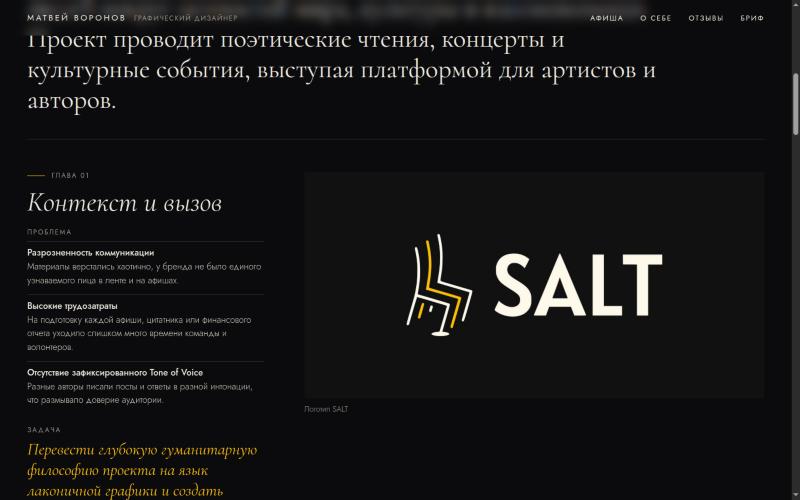 МАТВЕЙ ВОРОНОВ ГРАФИЧЕСКИЙ ДИЗАЙНЕР
АФИША О СЕБЕ ОТЗЫВЫ БРИФ
Проект проводит поэтические чтения, концерты и
культурные события, выступая платформой для артистов и
авторов.
ГЛАВА 01
Контекст и вызов
ПРОБЛЕМА
Разрозненность коммуникации
Материалы верстались хаотично, у бренда не было единого
узнаваемого лица в ленте и на афишах.
Высокие трудозатраты
На подготовку каждой афиши, цитатника или финансового
отчета уходило слишком много времени команды и
волонтеров.
Отсутствие зафиксированного Tone of Voice
Разные авторы писали посты и ответы в разной интонации,
что размывало доверие аудитории.
ЗАДАЧА
Перевести глубокую гуманитарную
философию проекта на язык
лаконичной графики и создать
SALT
Логотип SALT